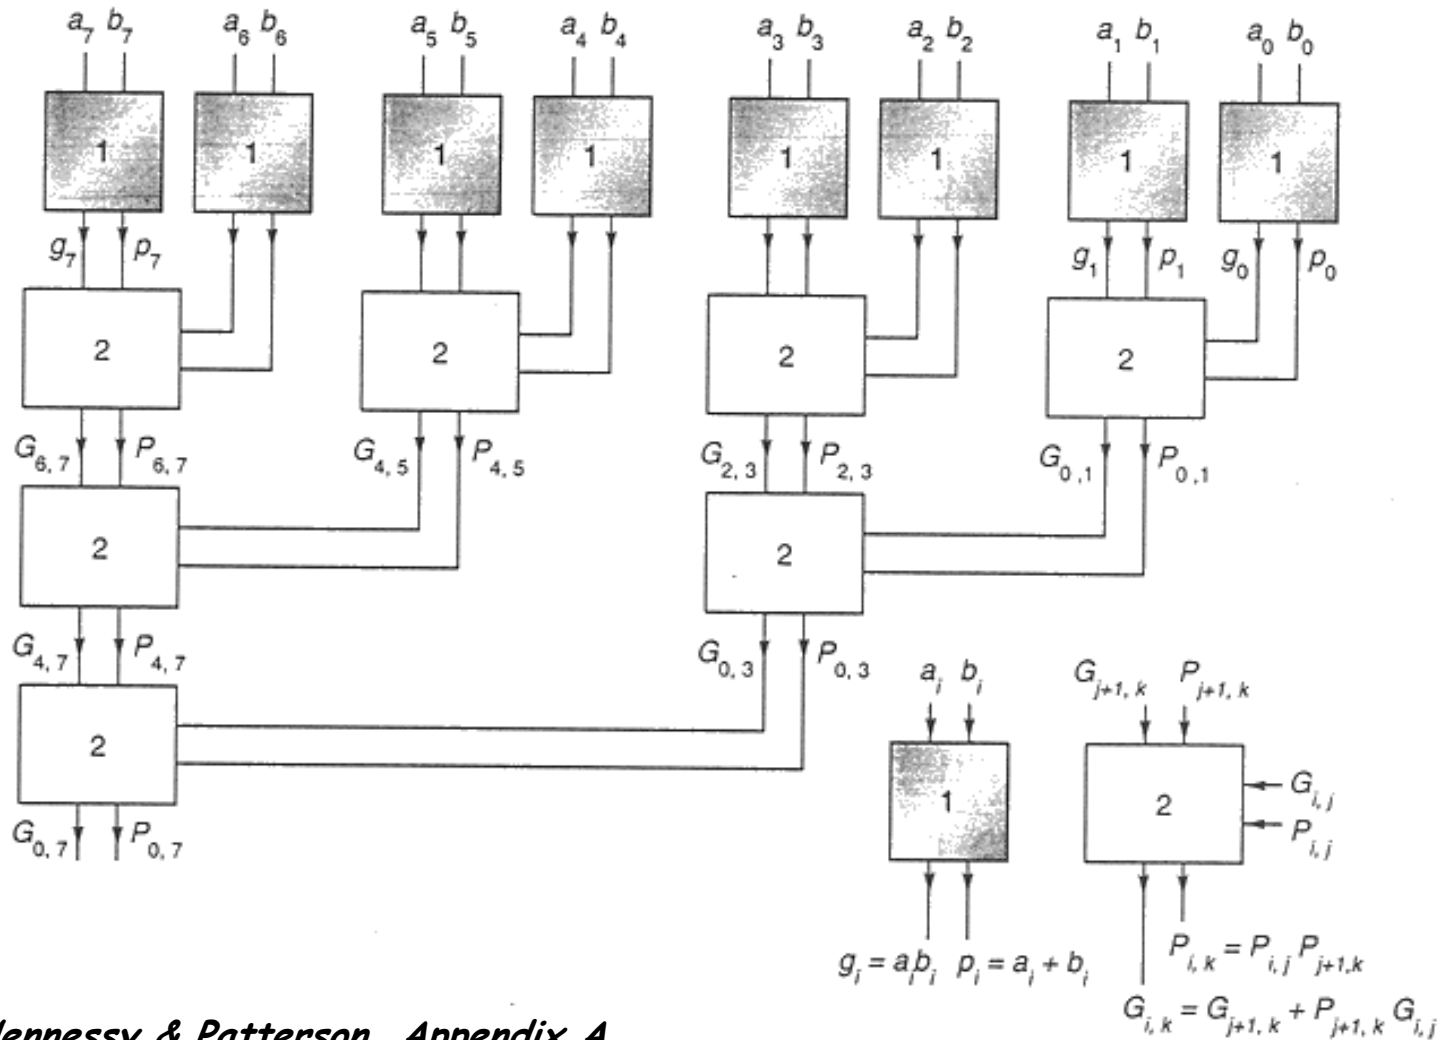 a7 b7 a6 b6 a5 b5 a4 b4 a3 b3 a2 b2 a1 b1 a0 b0
1 1 1 1 1 1 1 1
g7 p7 g1 p1 g0 p0
2 2 2 2
G6, 7 P6, 7 G4, 5 P4, 5 G2, 3 P2, 3 G0 ,1 P0 ,1
2 2
G4, 7 P4, 7 G0, 3 P0, 3
2
G0, 7 P0, 7
ai bi
1
gi = aibi pi = ai + bi
Gj+1, k Pj+1, k
2
Gi, j
Pi, j
Pi, k = Pi, j Pj+1,k
Gi, k = Gj+1, k + Pj+1, k Gi, j
Hennessy & Patterson, Appendix A